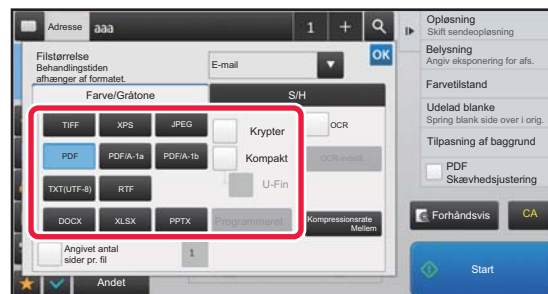 Adresse
aaa
1
Opløsning
Skift sendeopløsning
Belysning
Angiv eksponering for afs.
Farvetilstand
Udelad blanke
Spring blank side over i orig.
Tilpasning af baggrund
PDF
Skævhedsjustering
Forhåndsvis
CA
Start
Filstørrelse
Behandlingstiden
afhænger af formatet.
E-mail
OK
Farve/Gråtone
S/H
TIFF
XPS
JPEG
Krypter
OCR
PDF
PDF/A-1a
PDF/A-1b
Kompakt
OCR-indstil.
TXT(UTF-8)
RTF
U-Fin
DOCX
XLSX
PPTX
Programmeret
Kompressionsrate
Mellem
Angivet antal
sider pr. fil
1
Andet